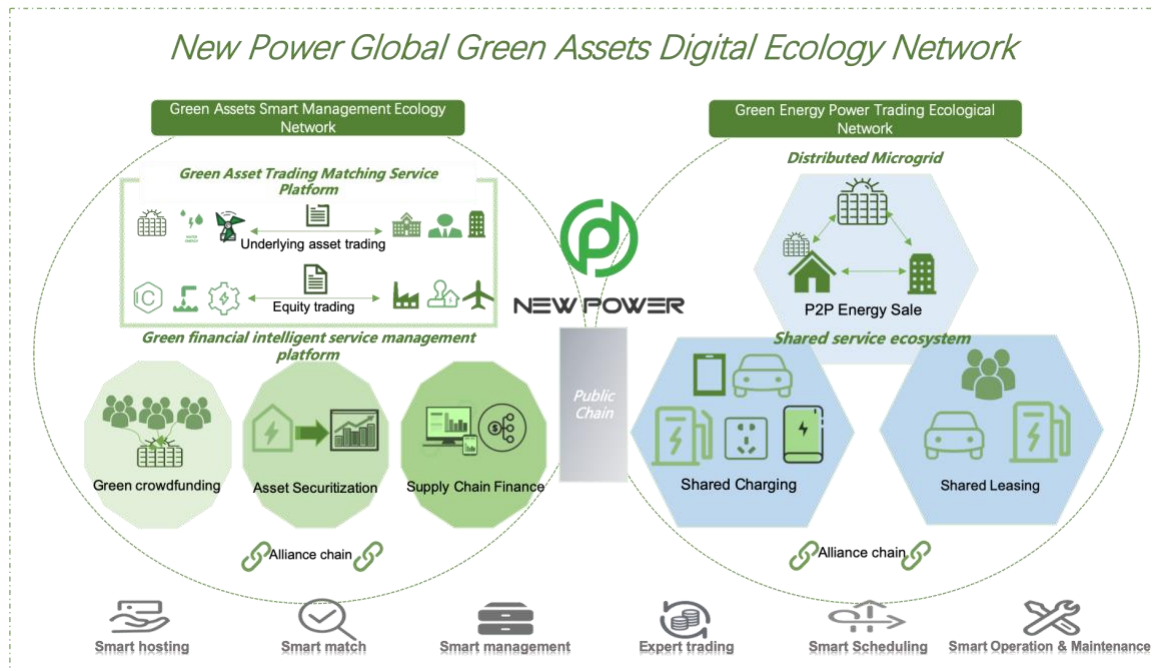 New Power Global Green Assets Digital Ecology Network
Green Assets Smart Management Ecology
Network
Green Asset Trading Matching Service
Platform
Underlying asset trading
IC
Equity trading
Green financial intelligent service management
platform
Green crowdfunding
Asset Securitization
Supply Chain Finance
Alliance chain
NEW POWER
Public
Chain
Green Energy Power Trading Ecological
Network
Distributed Microgrid
P2P Energy Sale
Shared service ecosystem
Shared Charging
Shared Leasing
Alliance chain
Smart hosting
Smart match
Smart management
Expert trading
Smart Scheduling
Smart Operation & Maintenance